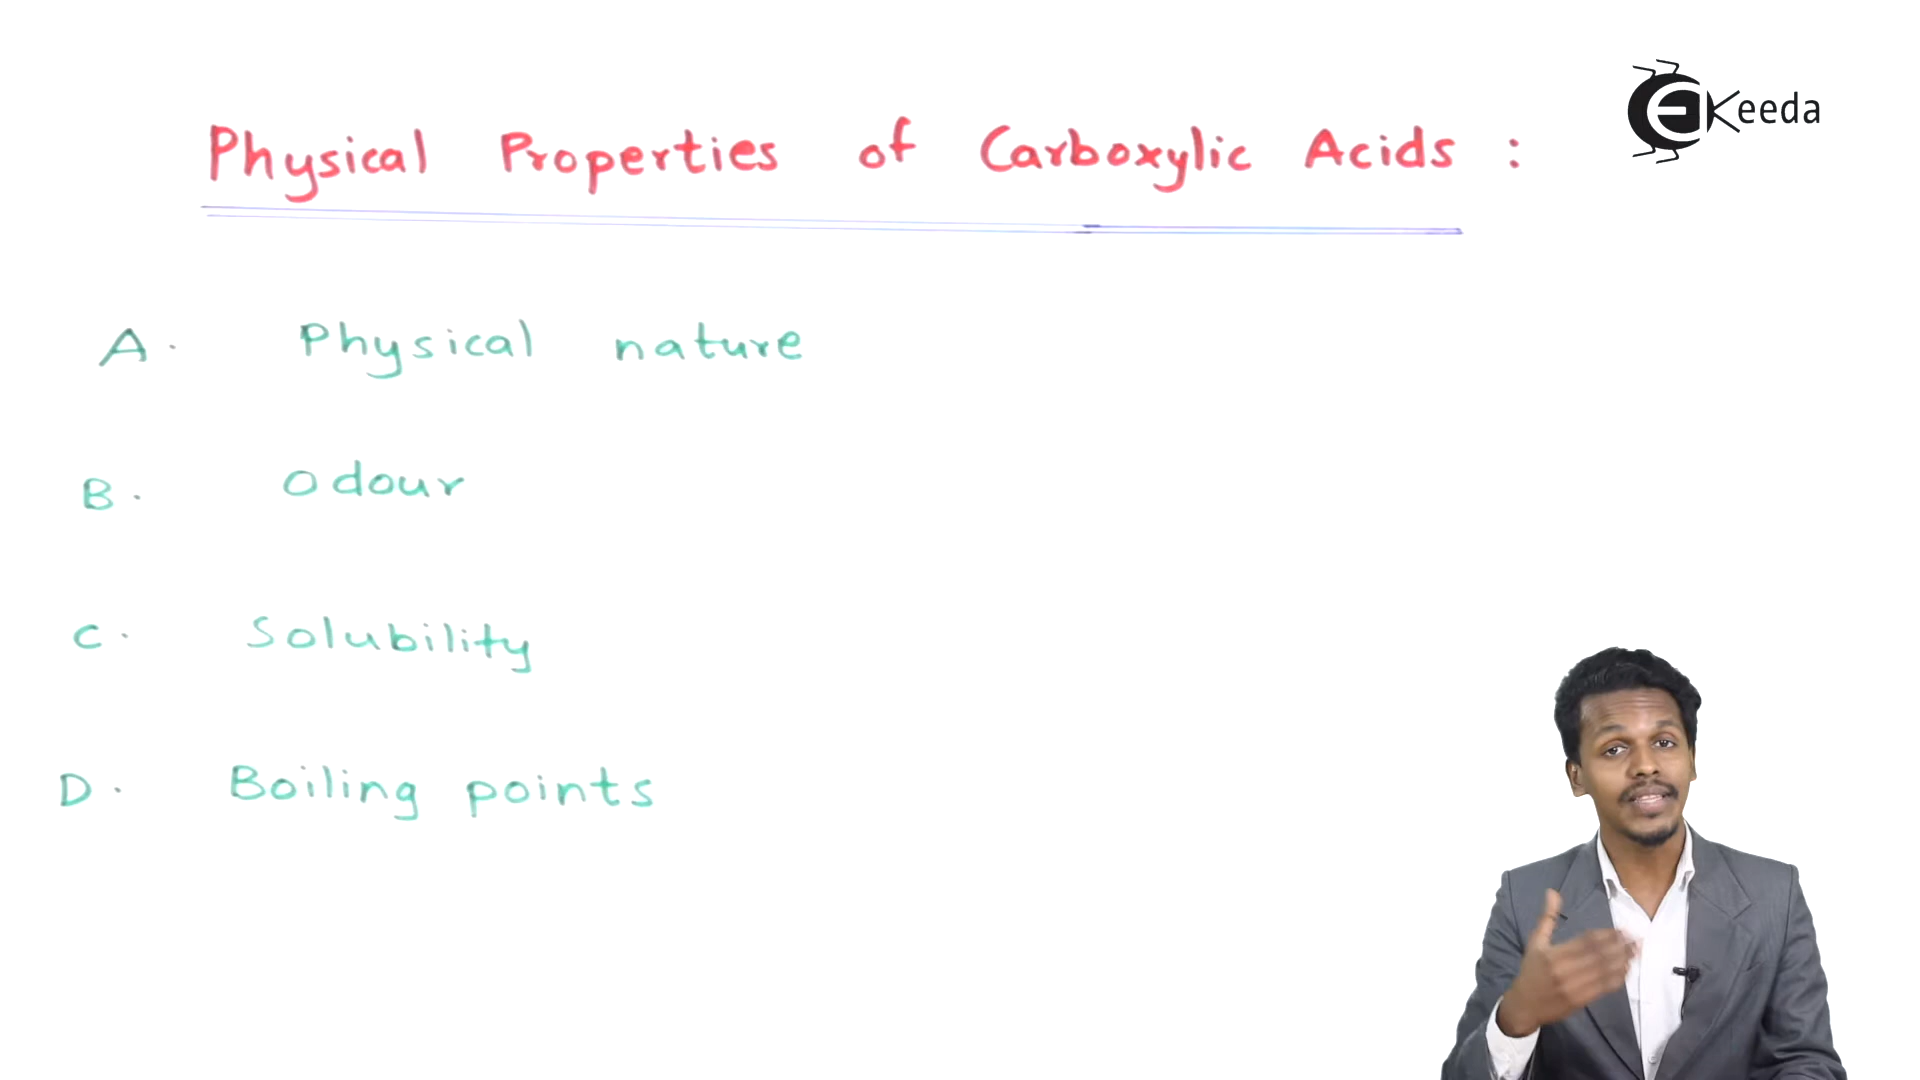 EKeeda
Physical Properties of Carboxylic Acids :
A. Physical nature
B. Odour
C. Solubility
D. Boiling points